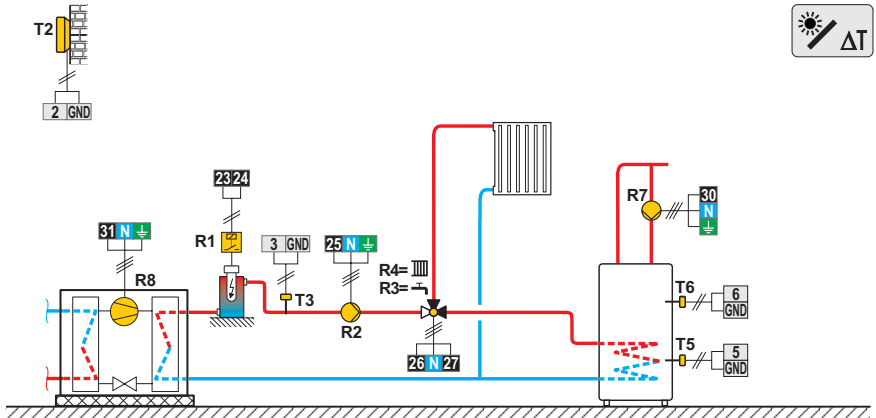 T2
ΔT
2 GND
23 24
31 N
R1
3 GND
25 N
R4=
R3=
R7
30
N
R8
T3
R2
T6
6
GND
26 N 27
T5
5
GND